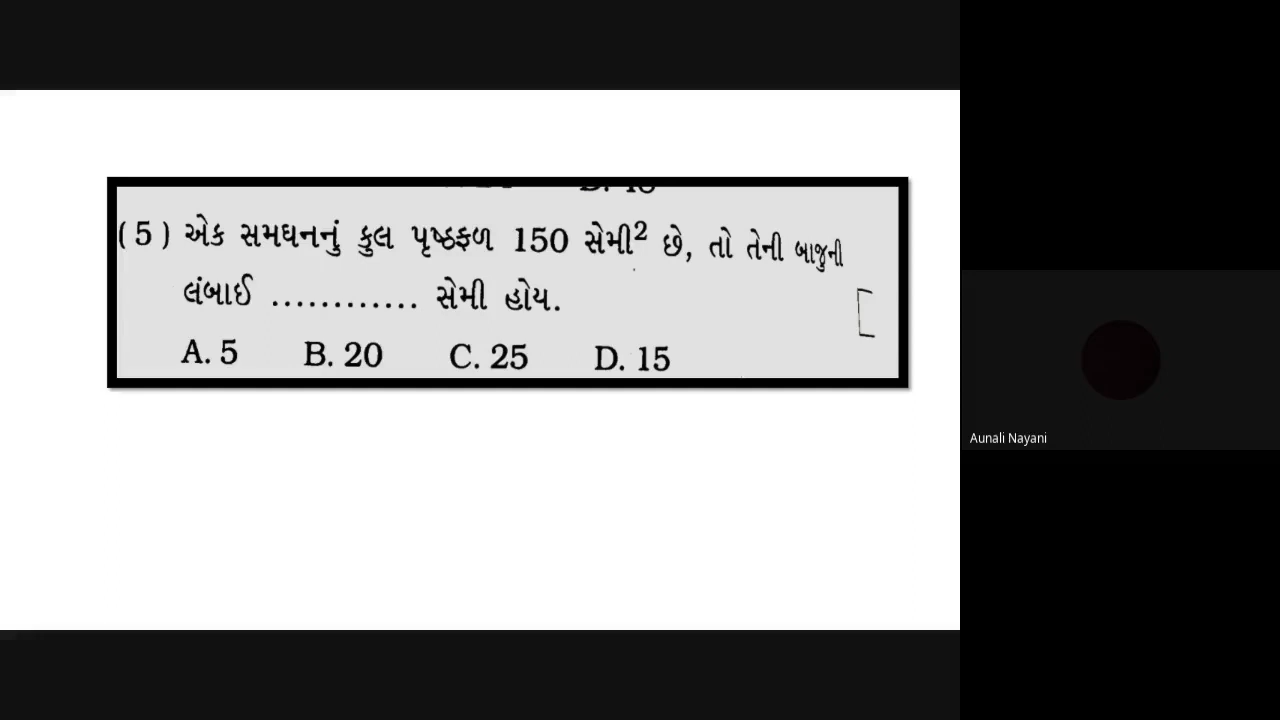 (5) એક સમઘનનું કુલ પૃષ્ઠફળ 150 સેમી² છે, તો તેની બાજુની
લંબાઈ ............ સેમી હોય. [
A. 5 B. 20 C. 25 D. 15
Aunali Nayani